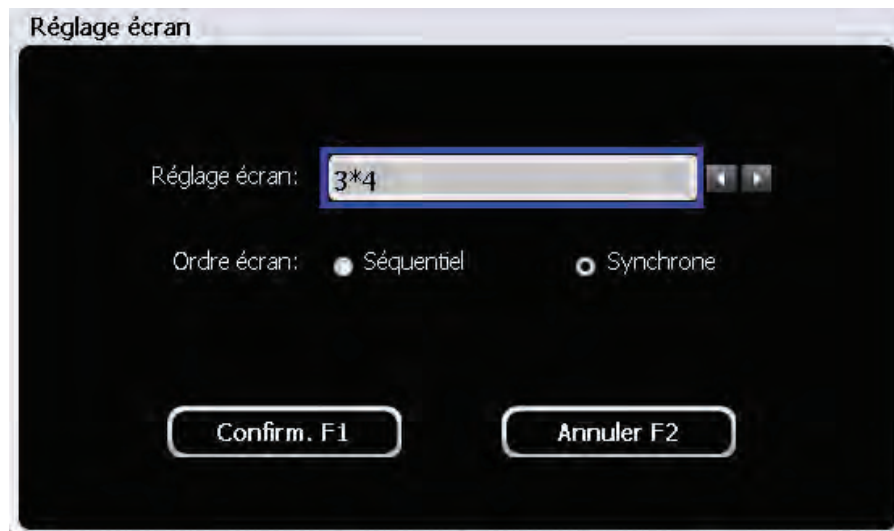 Réglage écran
Réglage écran: 3*4
Ordre écran: Séquentiel Synchrone
Confirm. F1 Annuler F2